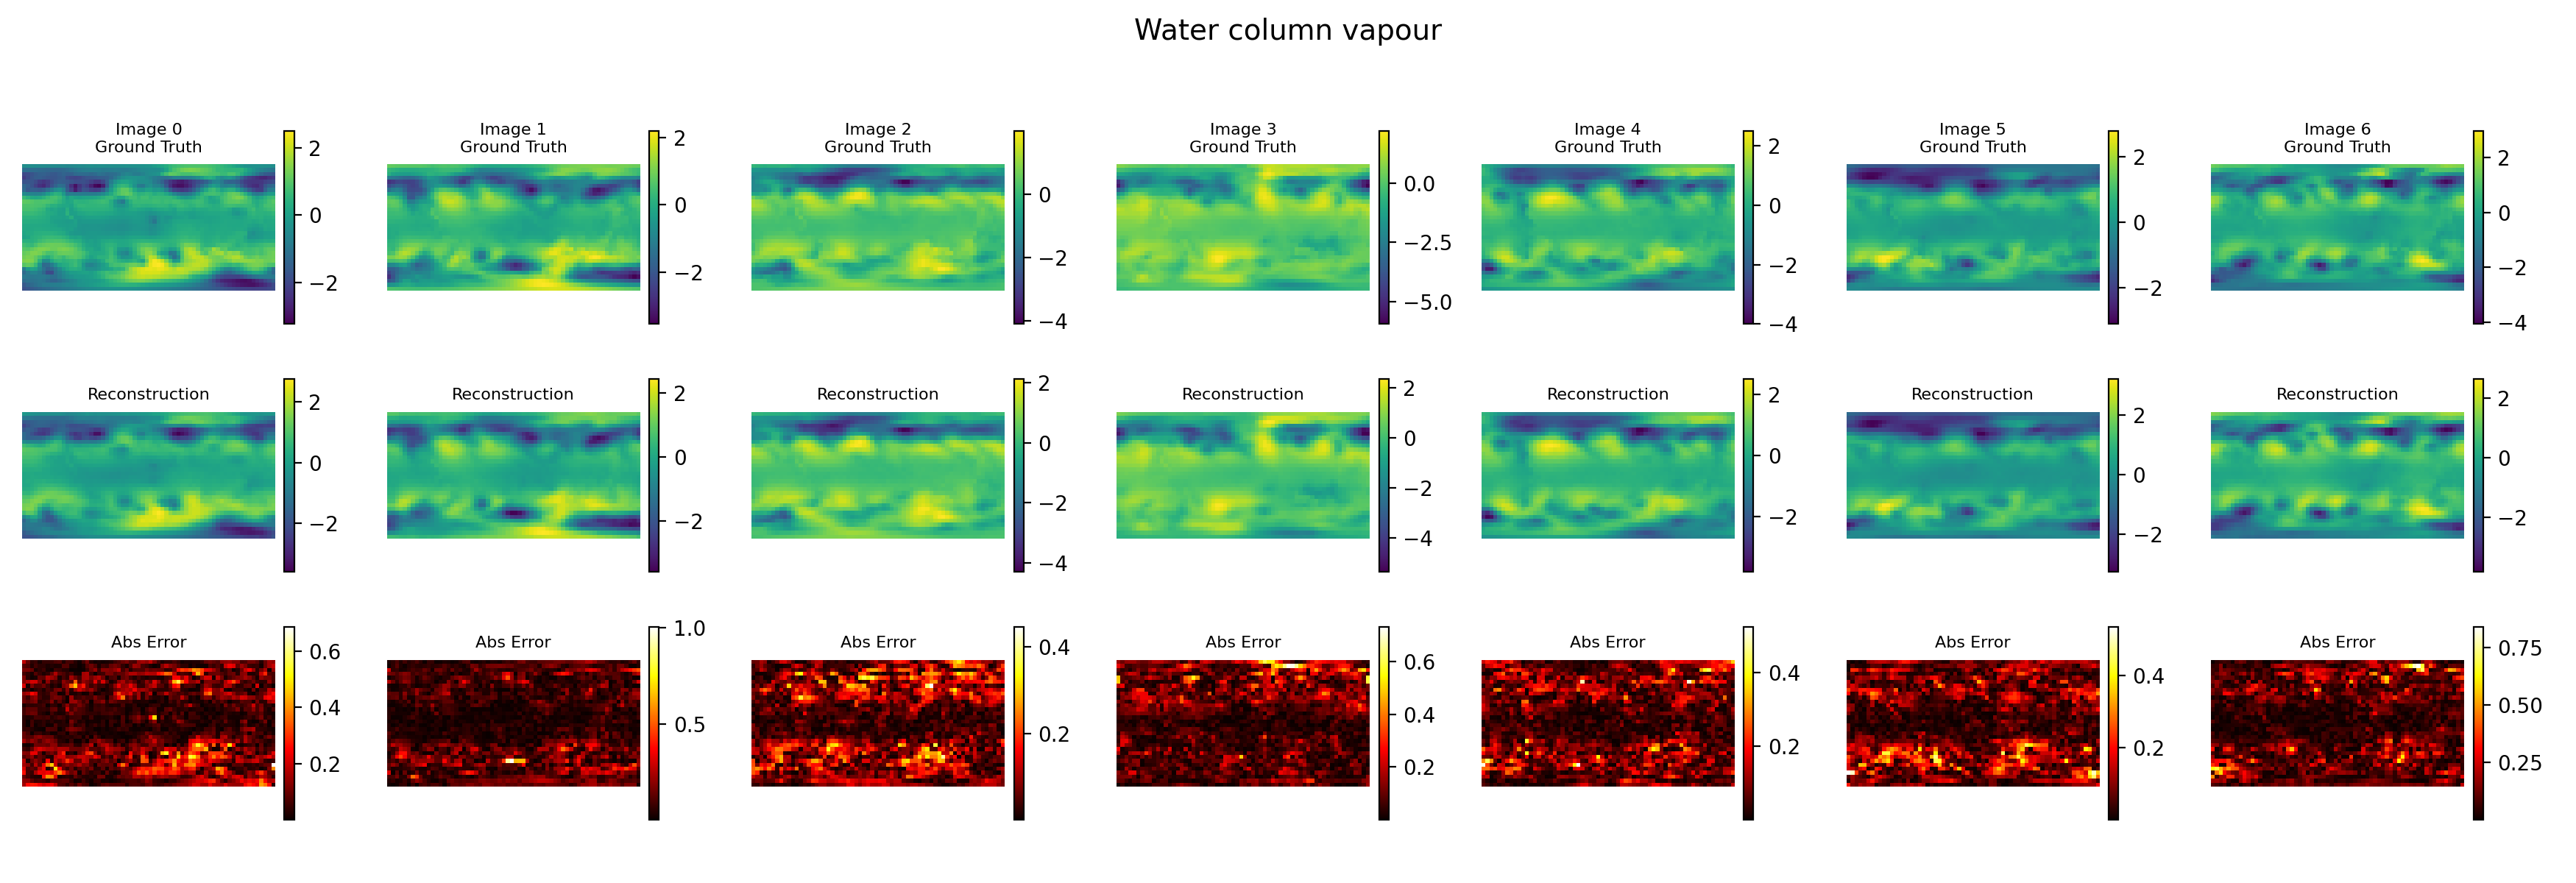 Water column vapour
Image 0
Ground Truth
2
0
−2
Image 1
Ground Truth
2
0
−2
Image 2
Ground Truth
0
−2
−4
Image 3
Ground Truth
0.0
−2.5
−5.0
Image 4
Ground Truth
2
0
−2
−4
Image 5
Ground Truth
2
0
−2
Image 6
Ground Truth
2
0
−2
−4
Reconstruction
2
0
−2
Reconstruction
2
0
−2
Reconstruction
2
0
−2
−4
Reconstruction
2
0
−2
−4
Reconstruction
2
0
−2
Reconstruction
2
0
−2
Reconstruction
2
0
−2
Abs Error
0.6
0.4
0.2
Abs Error
1.0
0.5
Abs Error
0.4
0.2
Abs Error
0.6
0.4
0.2
Abs Error
0.4
0.2
Abs Error
0.4
0.2
Abs Error
0.75
0.50
0.25